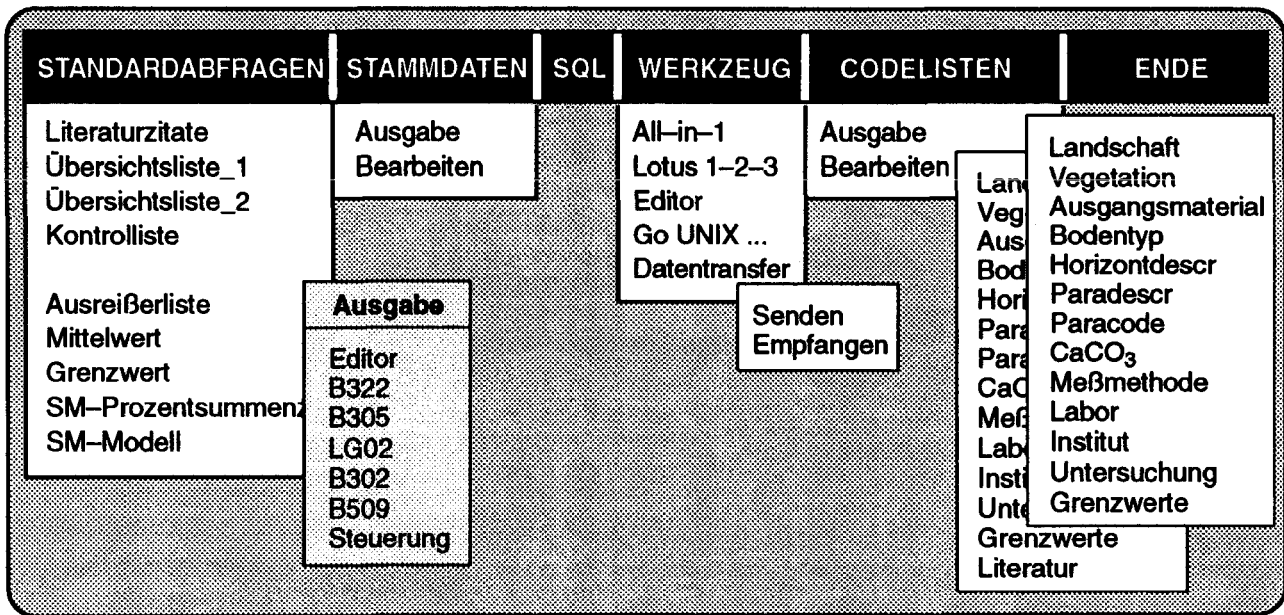 STANDARDABFRAGEN
STAMMDATEN
SQL
WERKZEUG
CODELISTEN
ENDE
Literaturzitate
Übersichtsliste_1
Übersichtsliste_2
Kontrolliste
Ausreißerliste
Mittelwert
Grenzwert
SM–Prozentsummenz
SM–Modell
Ausgabe
Bearbeiten
Ausgabe
Editor
B322
B305
LG02
B302
B509
Steuerung
All–in–1
Lotus 1–2–3
Editor
Go UNIX ...
Datentransfer
Senden
Empfangen
Ausgabe
Bearbeiten
Lan
Veg
Aus
Bod
Hori
Para
Para
CaC
Meß
Lab
Insti
Unte
Grenzwerte
Literatur
Landschaft
Vegetation
Ausgangsmaterial
Bodentyp
Horizontdescr
Paradescr
Paracode
CaCO₃
Meßmethode
Labor
Institut
Untersuchung
Grenzwerte